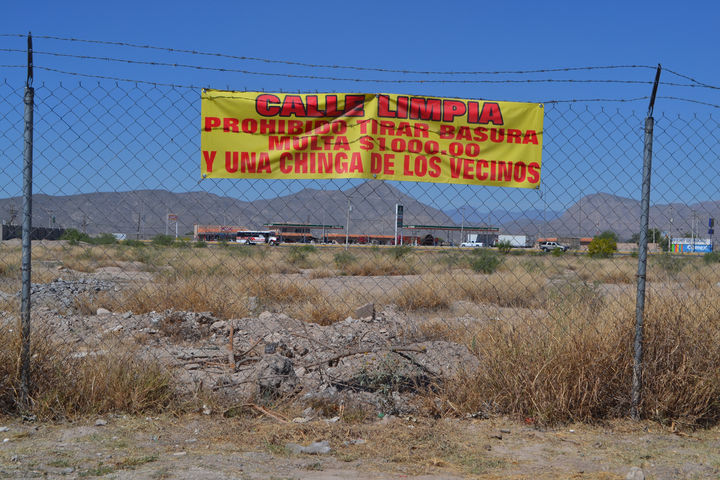 CALLE LIMPIA
PROHIBIDO TIRAR BASURA
MULTA $1000.00
Y UNA CHINGA DE LOS VECINOS